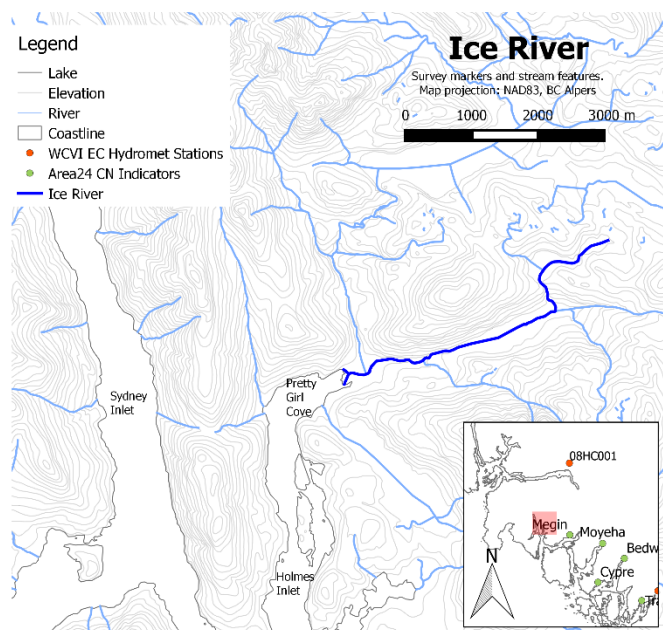 Legend
Lake
Elevation
River
Coastline
WCVI EC Hydromet Stations
Area24 CN Indicators
Ice River
Ice River
Survey markers and stream features.
Map projection: NAD83, BC Alpers
0 1000 2000 3000 m
Pretty
Girl
Cove
Sydney
Inlet
Holmes
Inlet
08HC001
Megin
Moyeha
Bedw
Cypre
Tra
N